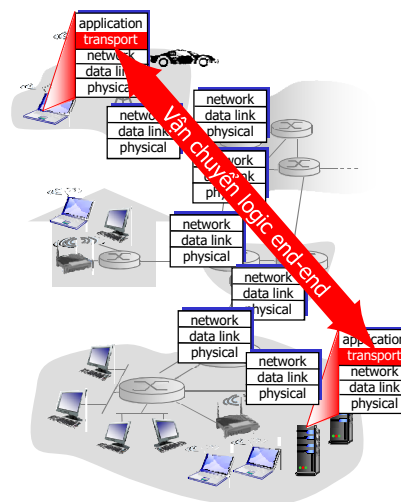 application
transport
network
data link
physical
network
data link
physical
network
data link
physical
network
data link
physical
Vận chuyển logic end-end
network
data link
physical
network
data link
physical
network
data link
physical
network
data link
physical
application
transport
network
data link
physical